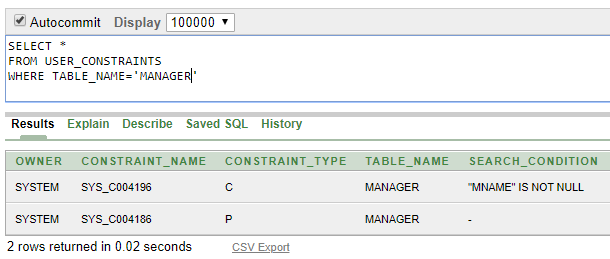 Autocommit Display 100000
SELECT *
FROM USER_CONSTRAINTS
WHERE TABLE_NAME='MANAGER'
Results Explain Describe Saved SQL History
OWNER CONSTRAINT_NAME CONSTRAINT_TYPE TABLE_NAME SEARCH_CONDITION
SYSTEM SYS_C004196 C MANAGER "MNAME" IS NOT NULL
SYSTEM SYS_C004186 P MANAGER -
2 rows returned in 0.02 seconds CSV Export